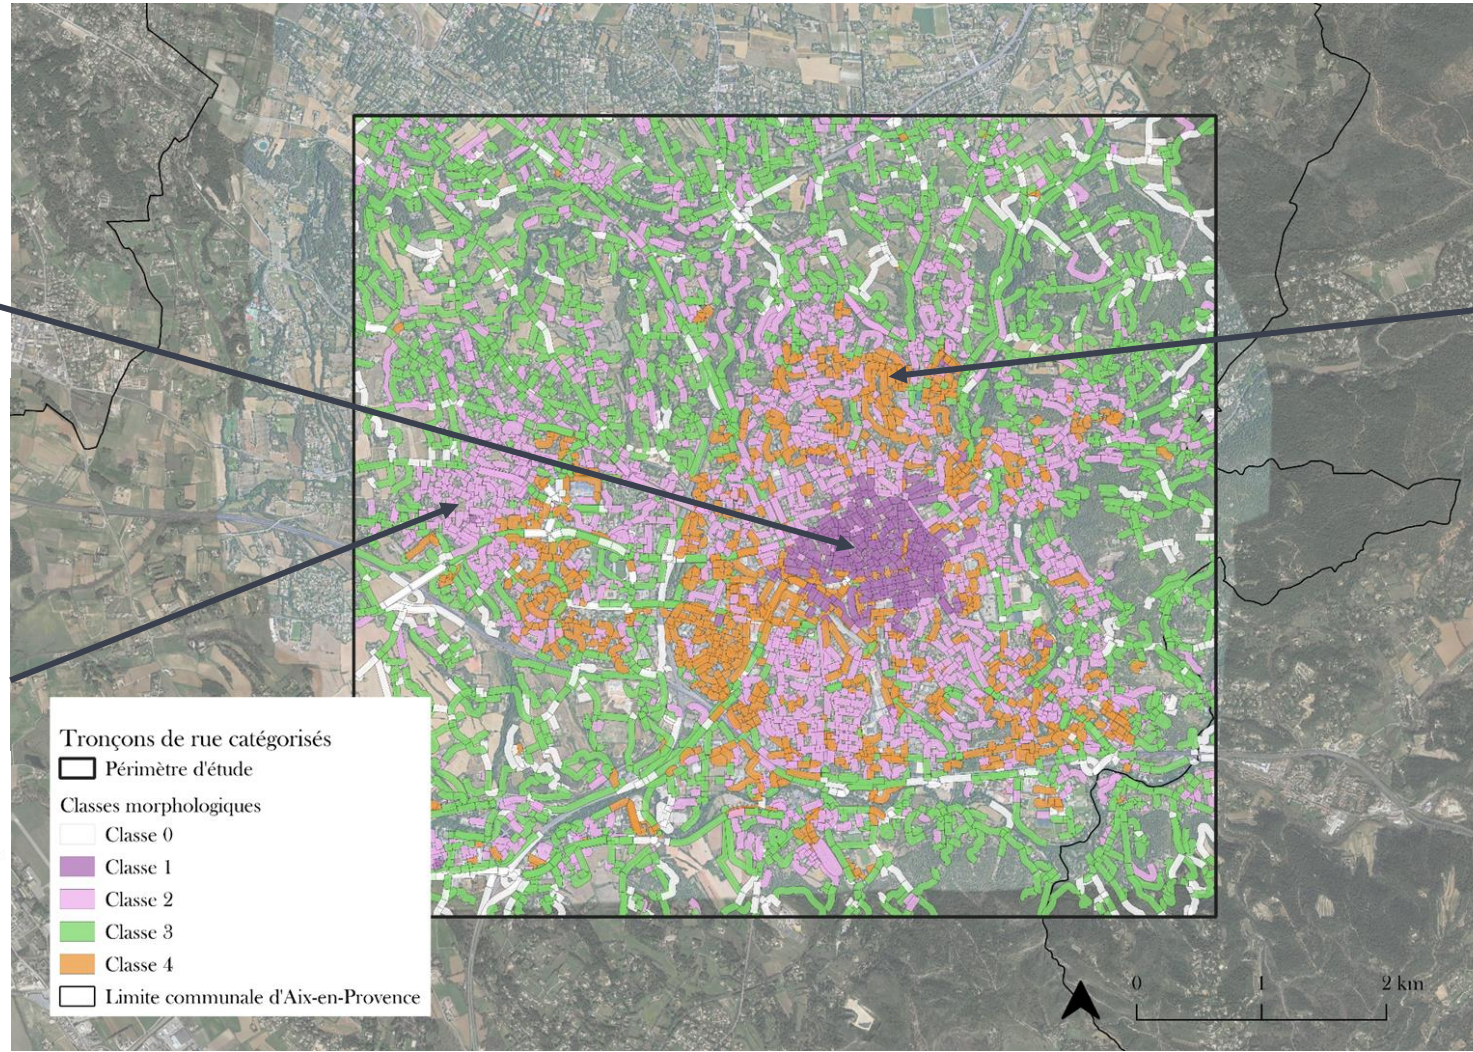 Tronçons de rue catégorisés
Périmètre d'étude
Classes morphologiques
Classe 0
Classe 1
Classe 2
Classe 3
Classe 4
Limite communale d'Aix-en-Provence
0 1 2 km